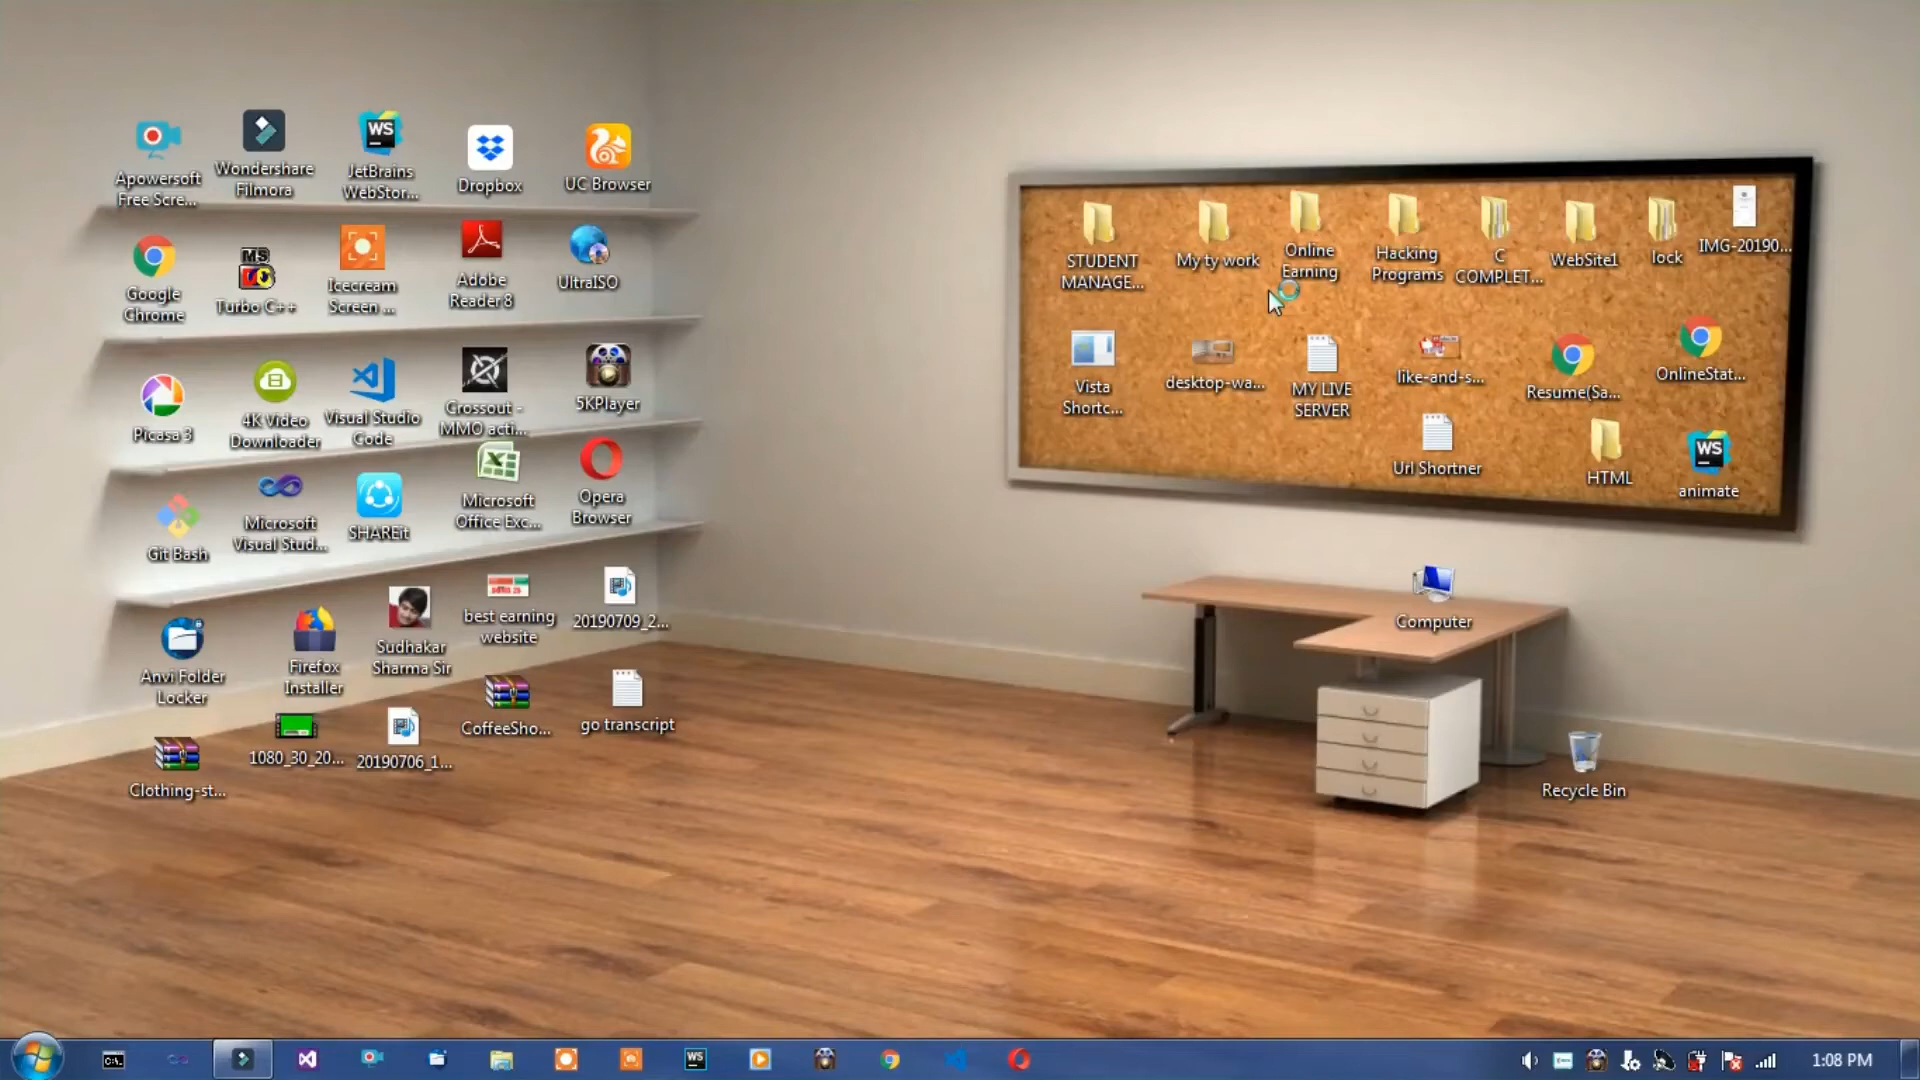 Apowersoft
Free Scre...
Wondershare
Filmora
WS
JetBrains
WebStor...
Dropbox
UC Browser
Google
Chrome
MS
Turbo C++
Icecream
Screen ...
Adobe
Reader 8
UltraISO
Picasa 3
4K Video
Downloader
Visual Studio
Code
Crossout -
MMO acti...
5KPlayer
Git Bash
Microsoft
Visual Stud...
SHAREit
Microsoft
Office Exc...
Opera
Browser
Anvi Folder
Locker
Firefox
Installer
Sudhakar
Sharma Sir
best earning
website
20190709_2...
Clothing-st...
1080_30_20...
20190706_1...
CoffeeSho...
go transcript
STUDENT
MANAGE...
My ty work
Online
Earning
Hacking
Programs
C
COMPLET...
WebSite1
lock
IMG-20190...
Vista
Shortc...
desktop-wa...
MY LIVE
SERVER
like-and-s...
Resume(Sa...
OnlineStat...
Url Shortner
HTML
WS
animate
Computer
Recycle Bin
C:\.
WS
1:08 PM